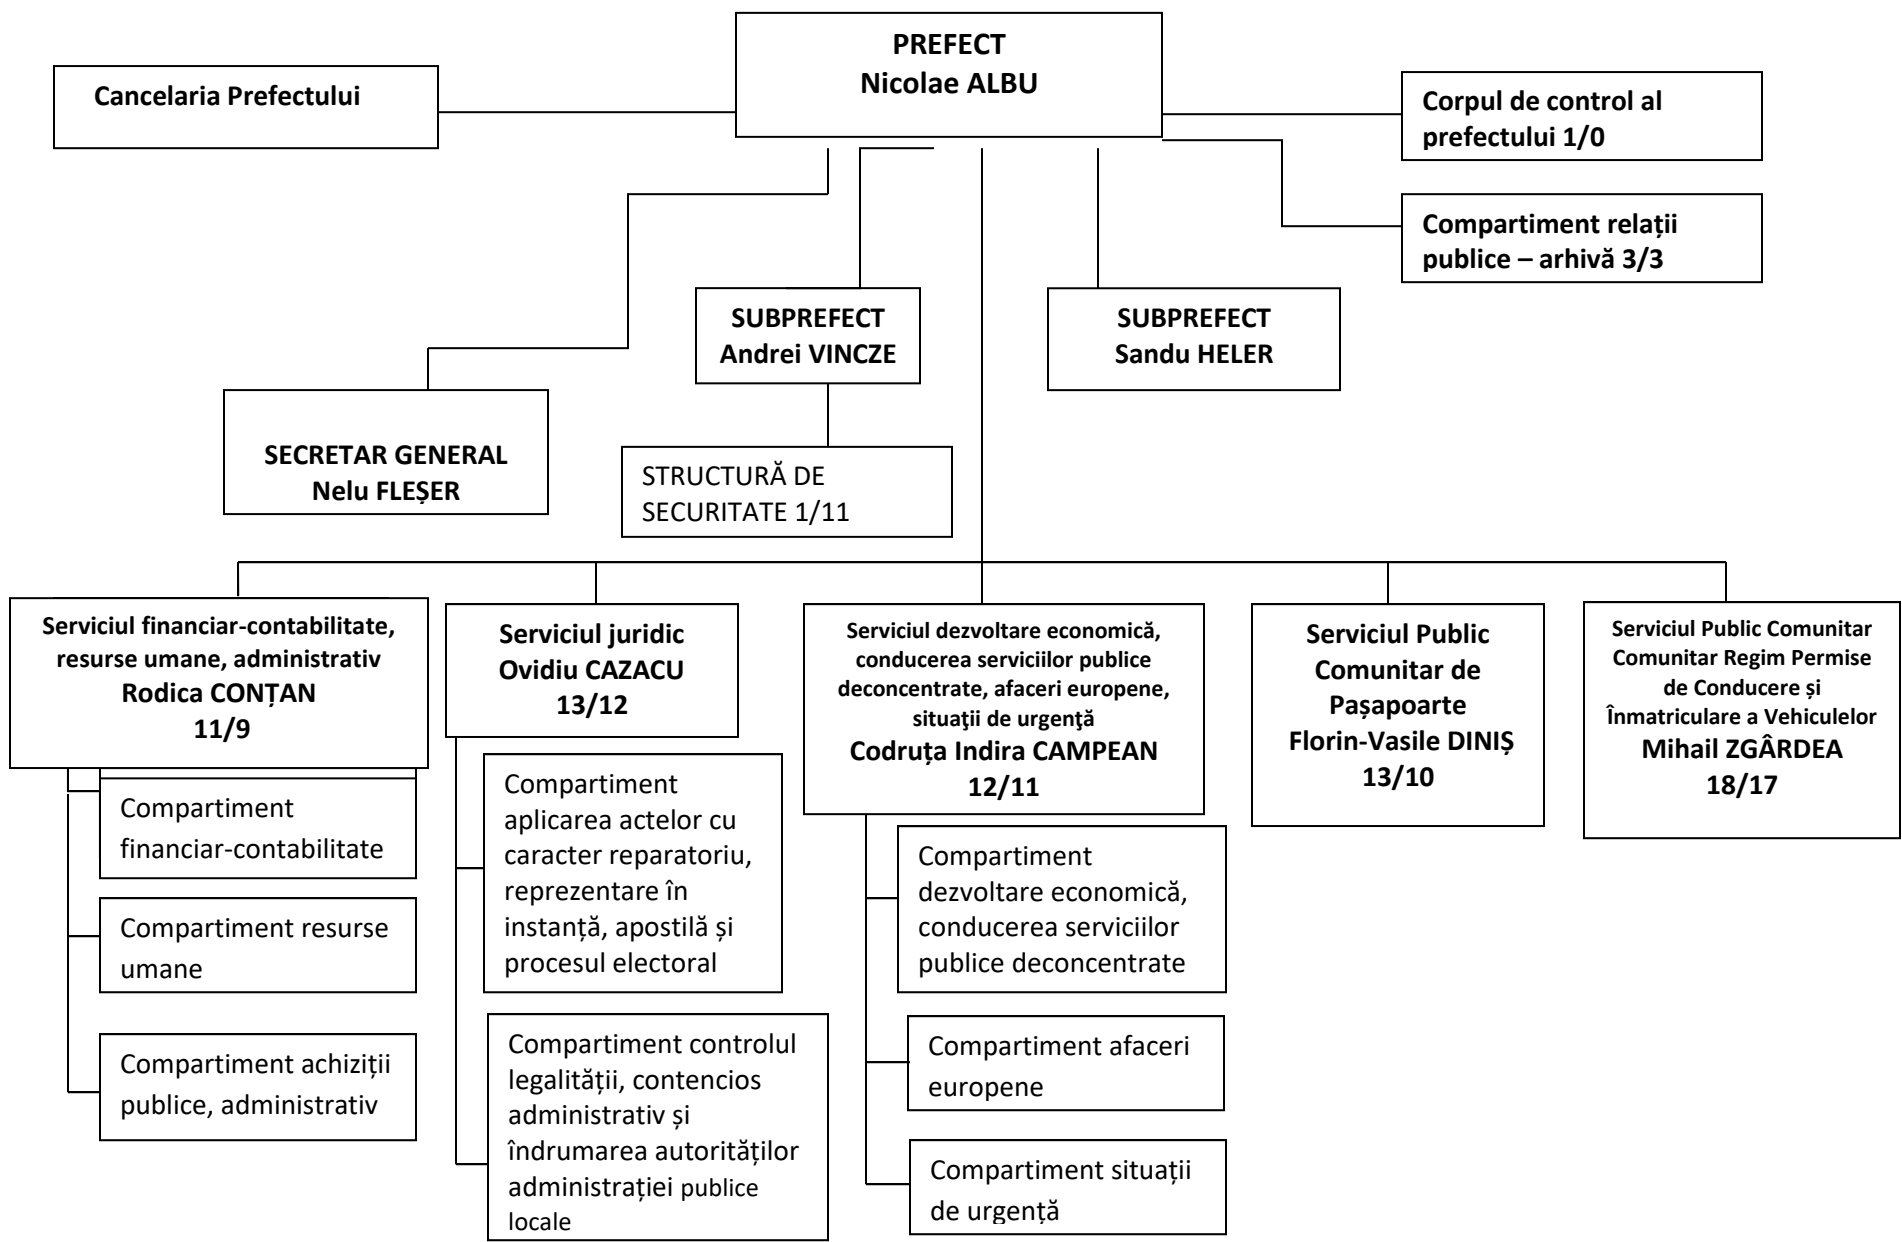 PREFECT
Nicolae ALBU
Cancelaria Prefectului
Corpul de control al
prefectului 1/0
Compartiment relații
publice – arhivă 3/3
SUBPREFECT
Andrei VINCZE
SUBPREFECT
Sandu HELER
SECRETAR GENERAL
Nelu FLEȘER
STRUCTURĂ DE
SECURITATE 1/11
Serviciul financiar-contabilitate,
resurse umane, administrativ
Rodica CONȚAN
11/9
Serviciul juridic
Ovidiu CAZACU
13/12
Serviciul dezvoltare economică,
conducerea serviciilor publice
deconcentrate, afaceri europene,
situaţii de urgenţă
Codruța Indira CAMPEAN
12/11
Serviciul Public
Comunitar de
Pașapoarte
Florin-Vasile DINIȘ
13/10
Serviciul Public Comunitar
Comunitar Regim Permise
de Conducere și
Înmatriculare a Vehiculelor
Mihail ZGÂRDEA
18/17
Compartiment
financiar-contabilitate
Compartiment resurse
umane
Compartiment achiziții
publice, administrativ
Compartiment
aplicarea actelor cu
caracter reparatoriu,
reprezentare în
instanță, apostilă și
procesul electoral
Compartiment controlul
legalității, contencios
administrativ și
îndrumarea autorităților
administrației publice
locale
Compartiment
dezvoltare economică,
conducerea serviciilor
publice deconcentrate
Compartiment afaceri
europene
Compartiment situații
de urgență